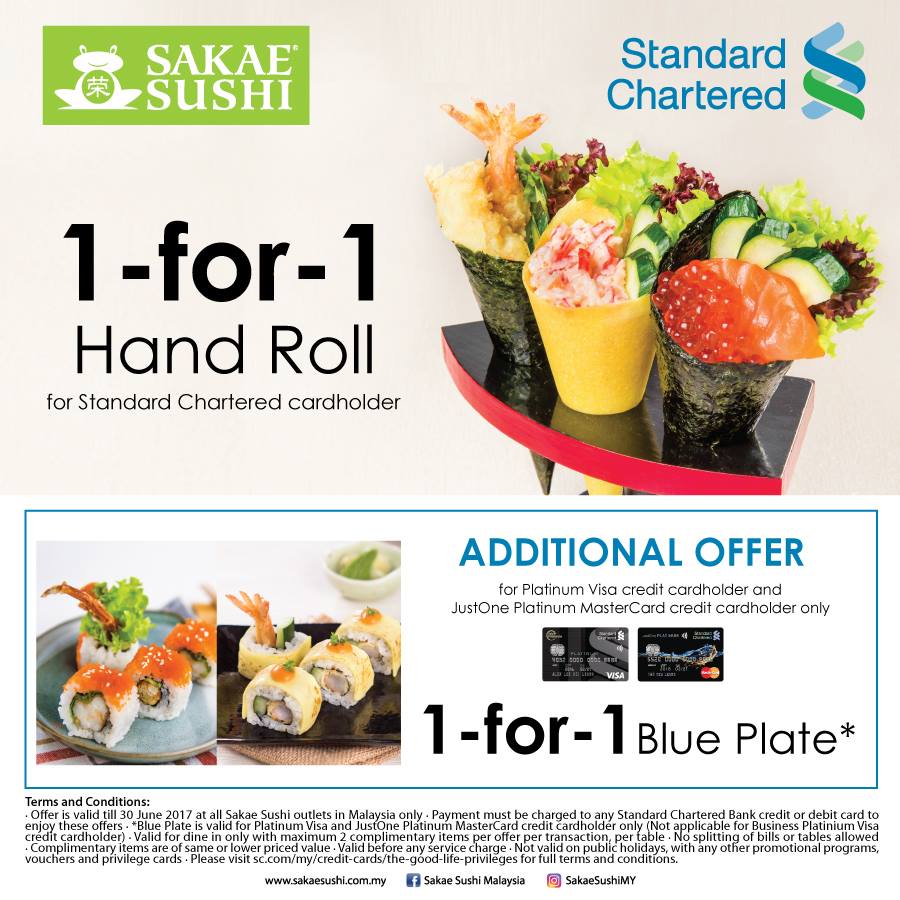 SAKAE®
SUSHI
荣
Standard
Chartered
1-for-1
Hand Roll
for Standard Chartered cardholder
ADDITIONAL OFFER
for Platinum Visa credit cardholder and
JustOne Platinum MasterCard credit cardholder only
Standard
Chartered
PLATINUM
VISA
Standard
Chartered
MasterCard
1-for-1 Blue Plate*
Terms and Conditions:
· Offer is valid till 30 June 2017 at all Sakae Sushi outlets in Malaysia only · Payment must be charged to any Standard Chartered Bank credit or debit card to
enjoy these offers · *Blue Plate is valid for Platinum Visa and JustOne Platinum MasterCard credit cardholder only (Not applicable for Business Platinium Visa
credit cardholder) · Valid for dine in only with maximum 2 complimentary items per offer per transaction, per table · No splitting of bills or tables allowed
· Complimentary items are of same or lower priced value · Valid before any service charge · Not valid on public holidays, with any other promotional programs,
vouchers and privilege cards · Please visit sc.com/my/credit-cards/the-good-life-privileges for full terms and conditions.
www.sakaesushi.com.my Sakae Sushi Malaysia SakaeSushiMY